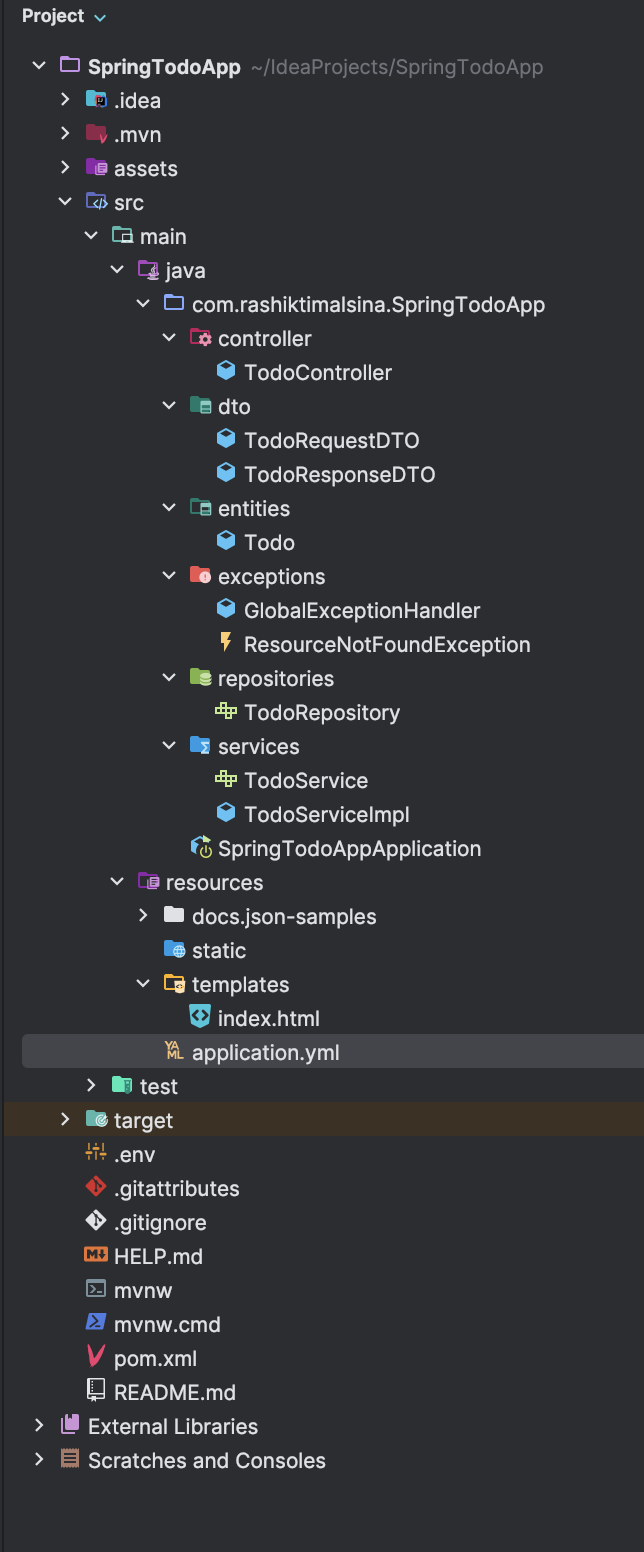 Project
SpringTodoApp ~/IdeaProjects/SpringTodoApp
.idea
.mvn
assets
src
main
java
com.rashiktimalsina.SpringTodoApp
controller
TodoController
dto
TodoRequestDTO
TodoResponseDTO
entities
Todo
exceptions
GlobalExceptionHandler
ResourceNotFoundException
repositories
TodoRepository
services
TodoService
TodoServiceImpl
SpringTodoAppApplication
resources
docs.json-samples
static
templates
index.html
application.yml
test
target
.env
.gitattributes
.gitignore
HELP.md
mvnw
mvnw.cmd
pom.xml
README.md
External Libraries
Scratches and Consoles